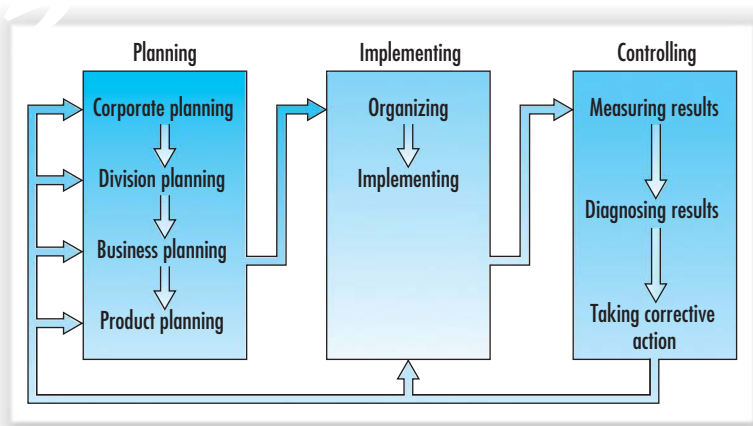 Planning
Corporate planning
Division planning
Business planning
Product planning
Implementing
Organizing
Implementing
Controlling
Measuring results
Diagnosing results
Taking corrective
action